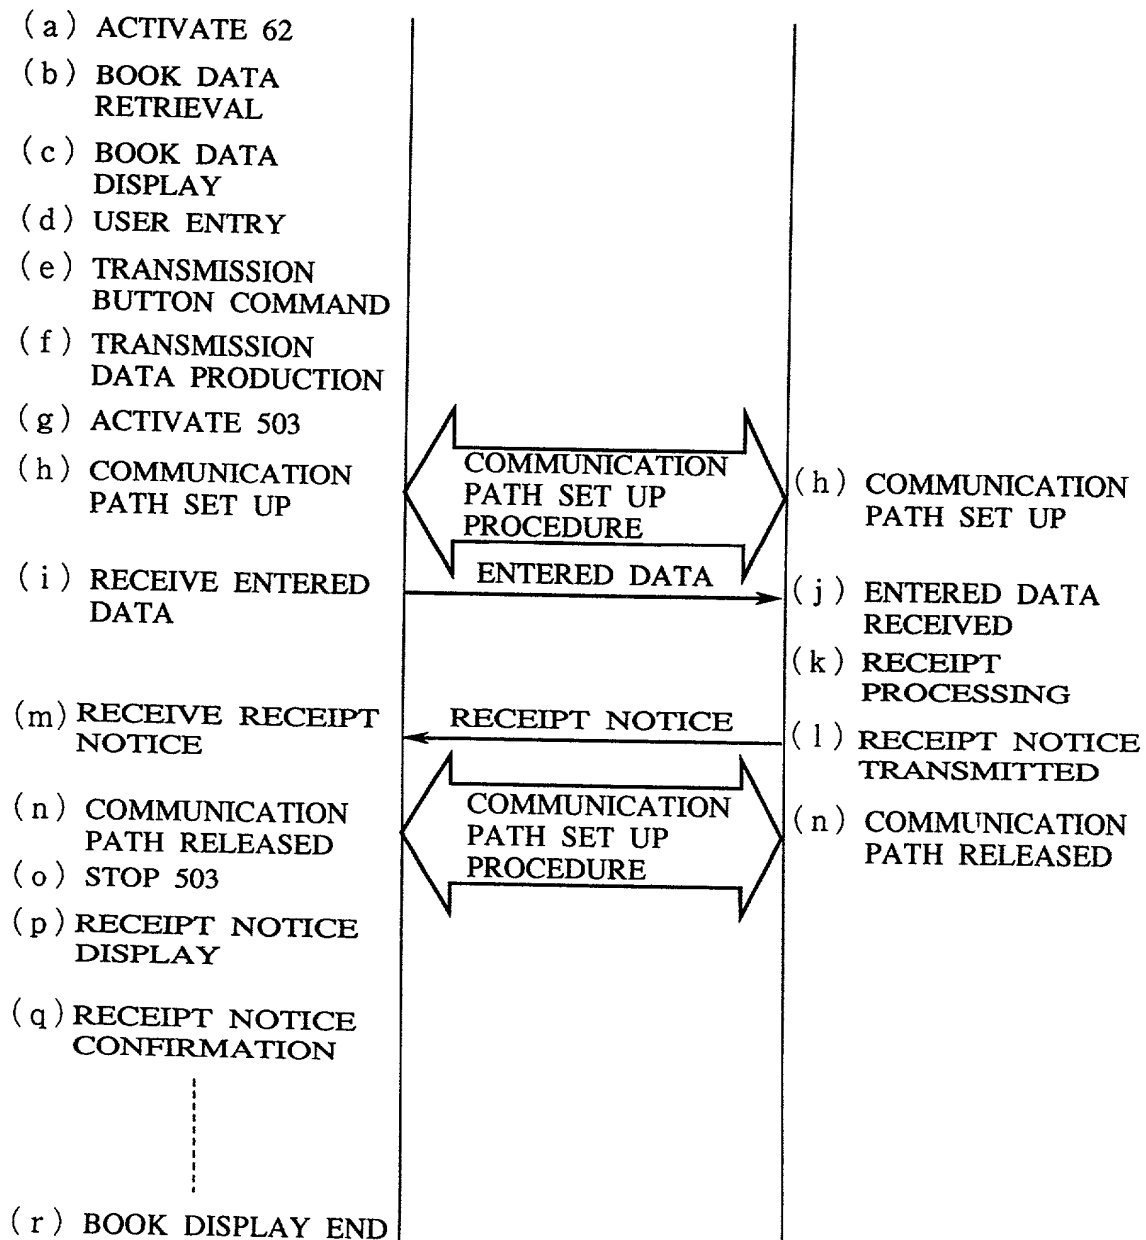 (a) ACTIVATE 62
(b) BOOK DATA
RETRIEVAL
(c) BOOK DATA
DISPLAY
(d) USER ENTRY
(e) TRANSMISSION
BUTTON COMMAND
(f) TRANSMISSION
DATA PRODUCTION
(g) ACTIVATE 503
(h) COMMUNICATION
PATH SET UP
COMMUNICATION
PATH SET UP
PROCEDURE
(h) COMMUNICATION
PATH SET UP
(i) RECEIVE ENTERED
DATA
ENTERED DATA
(j) ENTERED DATA
RECEIVED
(k) RECEIPT
PROCESSING
(m) RECEIVE RECEIPT
NOTICE
RECEIPT NOTICE
(l) RECEIPT NOTICE
TRANSMITTED
(n) COMMUNICATION
PATH RELEASED
COMMUNICATION
PATH SET UP
PROCEDURE
(n) COMMUNICATION
PATH RELEASED
(o) STOP 503
(p) RECEIPT NOTICE
DISPLAY
(q) RECEIPT NOTICE
CONFIRMATION
(r) BOOK DISPLAY END